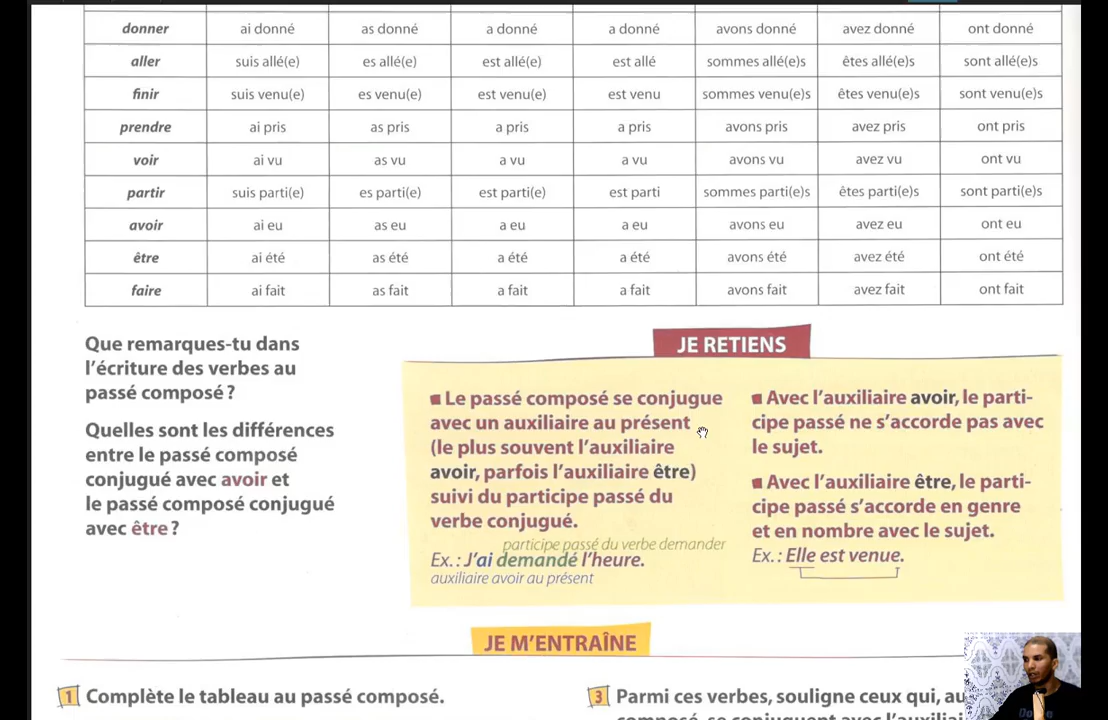 donner ai donné as donné a donné a donné avons donné avez donné ont donné
aller suis allé(e) es allé(e) est allé(e) est allé sommes allé(e)s êtes allé(e)s sont allé(e)s
finir suis venu(e) es venu(e) est venu(e) est venu sommes venu(e)s êtes venu(e)s sont venu(e)s
prendre ai pris as pris a pris a pris avons pris avez pris ont pris
voir ai vu as vu a vu a vu avons vu avez vu ont vu
partir suis parti(e) es parti(e) est parti(e) est parti sommes parti(e)s êtes parti(e)s sont parti(e)s
avoir ai eu as eu a eu a eu avons eu avez eu ont eu
être ai été as été a été a été avons été avez été ont été
faire ai fait as fait a fait a fait avons fait avez fait ont fait
Que remarques-tu dans
l'écriture des verbes au
passé composé ?
Quelles sont les différences
entre le passé composé
conjugué avec avoir et
le passé composé conjugué
avec être ?
JE RETIENS
Le passé composé se conjugue
avec un auxiliaire au présent
(le plus souvent l'auxiliaire
avoir, parfois l'auxiliaire être)
suivi du participe passé du
verbe conjugué.
participe passé du verbe demander
Ex. : J'ai demandé l'heure.
auxiliaire avoir au présent
Avec l'auxiliaire avoir, le parti-
cipe passé ne s'accorde pas avec
le sujet.
Avec l'auxiliaire être, le parti-
cipe passé s'accorde en genre
et en nombre avec le sujet.
Ex. : Elle est venue.
JE M'ENTRAÎNE
1 Complète le tableau au passé composé.
3 Parmi ces verbes, souligne ceux qui, au
composé, se conjuguent avec l'auxiliai